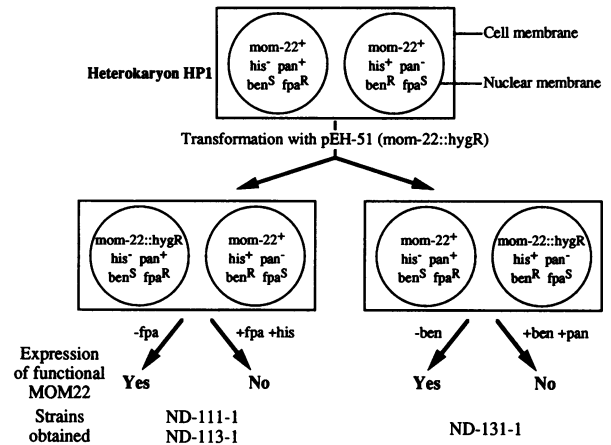 mom-22+
his- pan+
benS fpaR
mom-22+
his+ pan-
benR fpaS
Cell membrane
Heterokaryon HP1
Nuclear membrane
Transformation with pEH-51 (mom-22::hygR)
mom-22::hygR
his- pan+
benS fpaR
mom-22+
his+ pan-
benR fpaS
mom-22+
his- pan+
benS fpaR
mom-22::hygR
his+ pan-
benR fpaS
-fpa
+fpa +his
-ben
+ben +pan
Expression
of functional
MOM22
Yes
No
Yes
No
Strains
obtained
ND-111-1
ND-113-1
ND-131-1